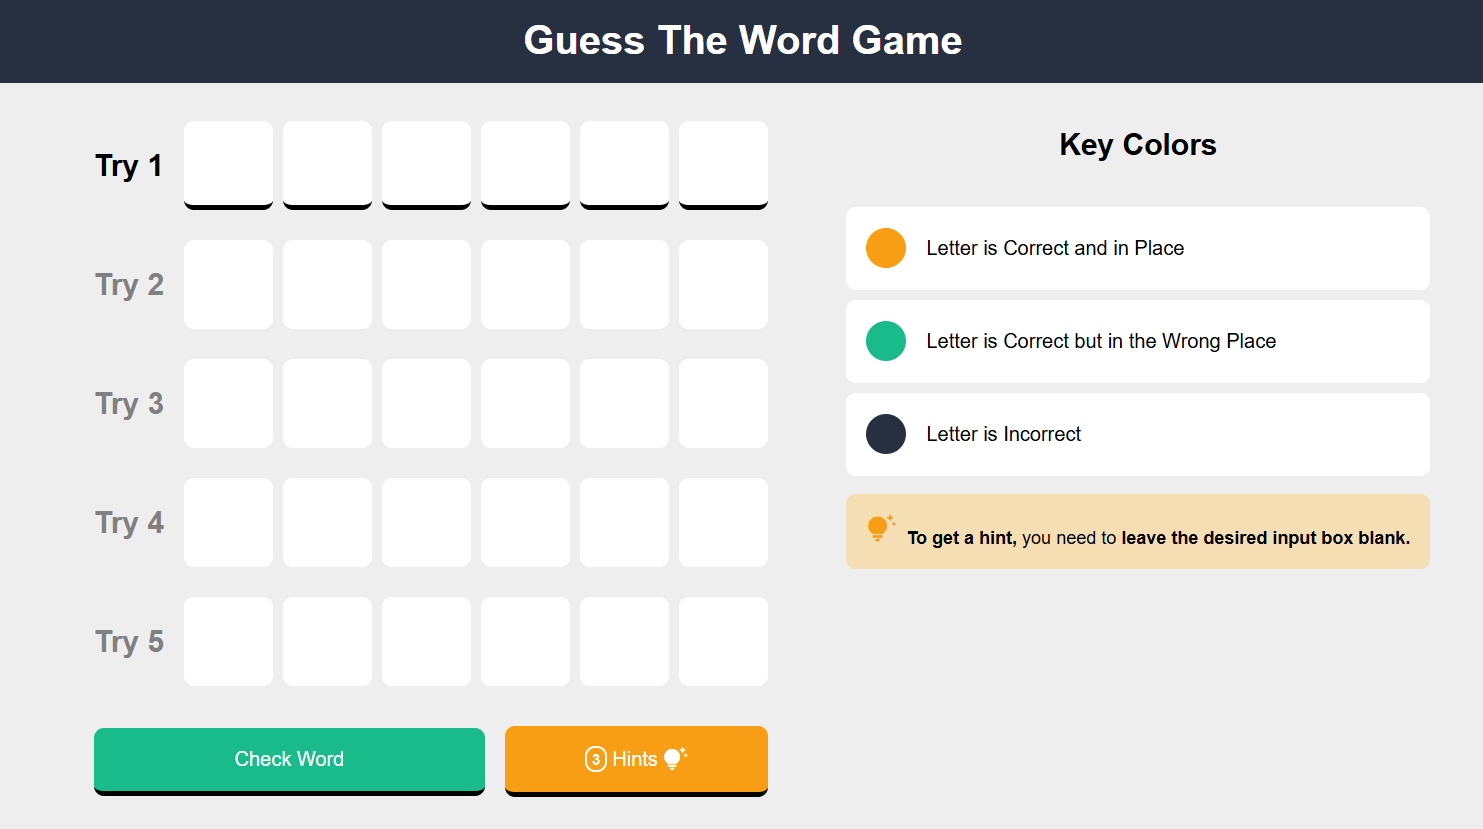 Guess The Word Game
Try 1
Try 2
Try 3
Try 4
Try 5
Check Word
3 Hints
Key Colors
Letter is Correct and in Place
Letter is Correct but in the Wrong Place
Letter is Incorrect
To get a hint, you need to leave the desired input box blank.